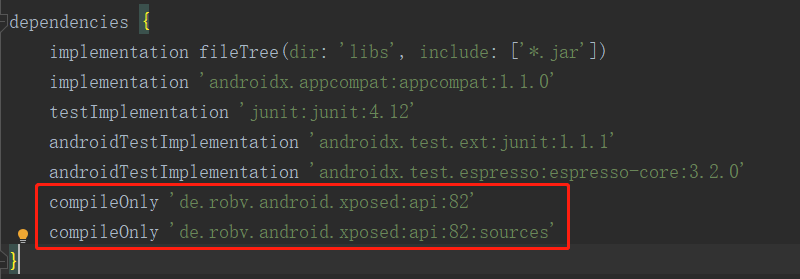 dependencies {
implementation fileTree(dir: 'libs', include: ['*.jar'])
implementation 'androidx.appcompat:appcompat:1.1.0'
testImplementation 'junit:junit:4.12'
androidTestImplementation 'androidx.test.ext:junit:1.1.1'
androidTestImplementation 'androidx.test.espresso:espresso-core:3.2.0'
compileOnly 'de.robv.android.xposed:api:82'
compileOnly 'de.robv.android.xposed:api:82:sources'
}